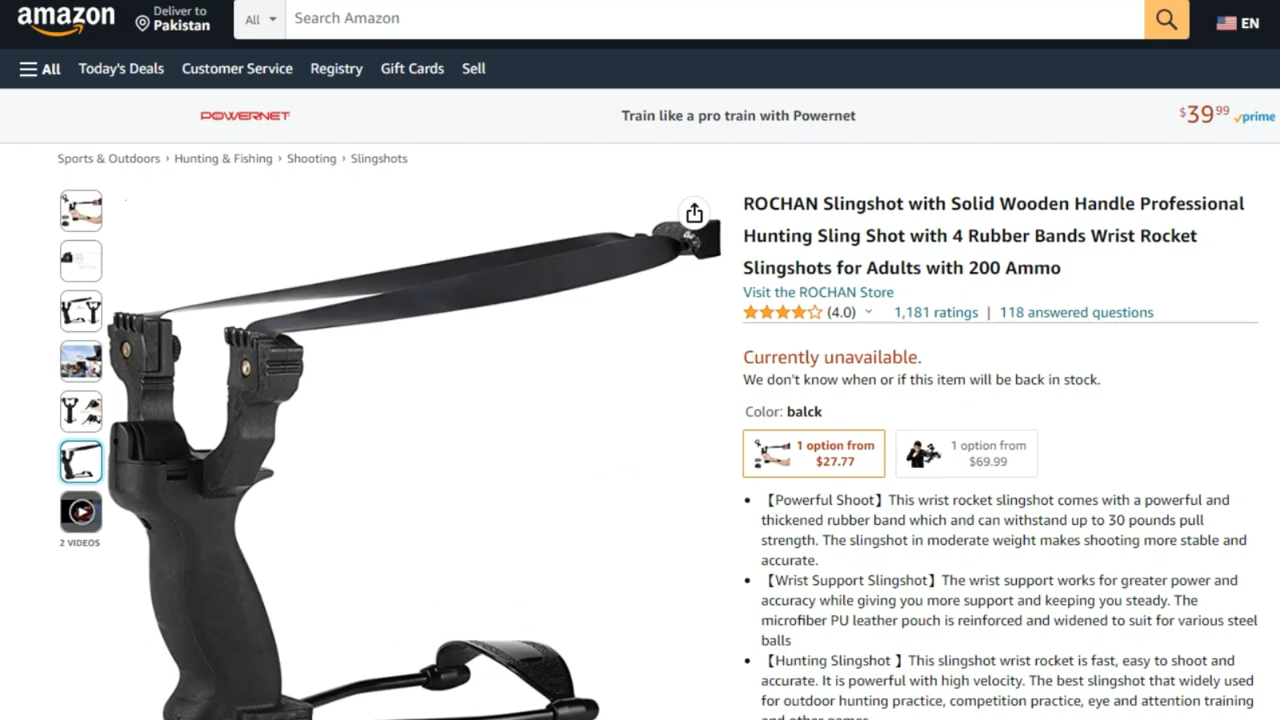 amazon
Deliver to
Pakistan
All
Search Amazon
EN
All
Today's Deals
Customer Service
Registry
Gift Cards
Sell
POWERNET
Train like a pro train with Powernet
$39 99
prime
Sports & Outdoors › Hunting & Fishing › Shooting › Slingshots
ROCHAN Slingshot with Solid Wooden Handle Professional
Hunting Sling Shot with 4 Rubber Bands Wrist Rocket
Slingshots for Adults with 200 Ammo
Visit the ROCHAN Store
(4.0)
1,181 ratings | 118 answered questions
Currently unavailable.
We don't know when or if this item will be back in stock.
Color: balck
1 option from
$27.77
1 option from
$69.99
• 【Powerful Shoot】This wrist rocket slingshot comes with a powerful and
thickened rubber band which and can withstand up to 30 pounds pull
strength. The slingshot in moderate weight makes shooting more stable and
accurate.
• 【Wrist Support Slingshot】The wrist support works for greater power and
accuracy while giving you more support and keeping you steady. The
microfiber PU leather pouch is reinforced and widened to suit for various steel
balls
• 【Hunting Slingshot 】This slingshot wrist rocket is fast, easy to shoot and
accurate. It is powerful with high velocity. The best slingshot that widely used
for outdoor hunting practice, competition practice, eye and attention training
and other games.
2 VIDEOS